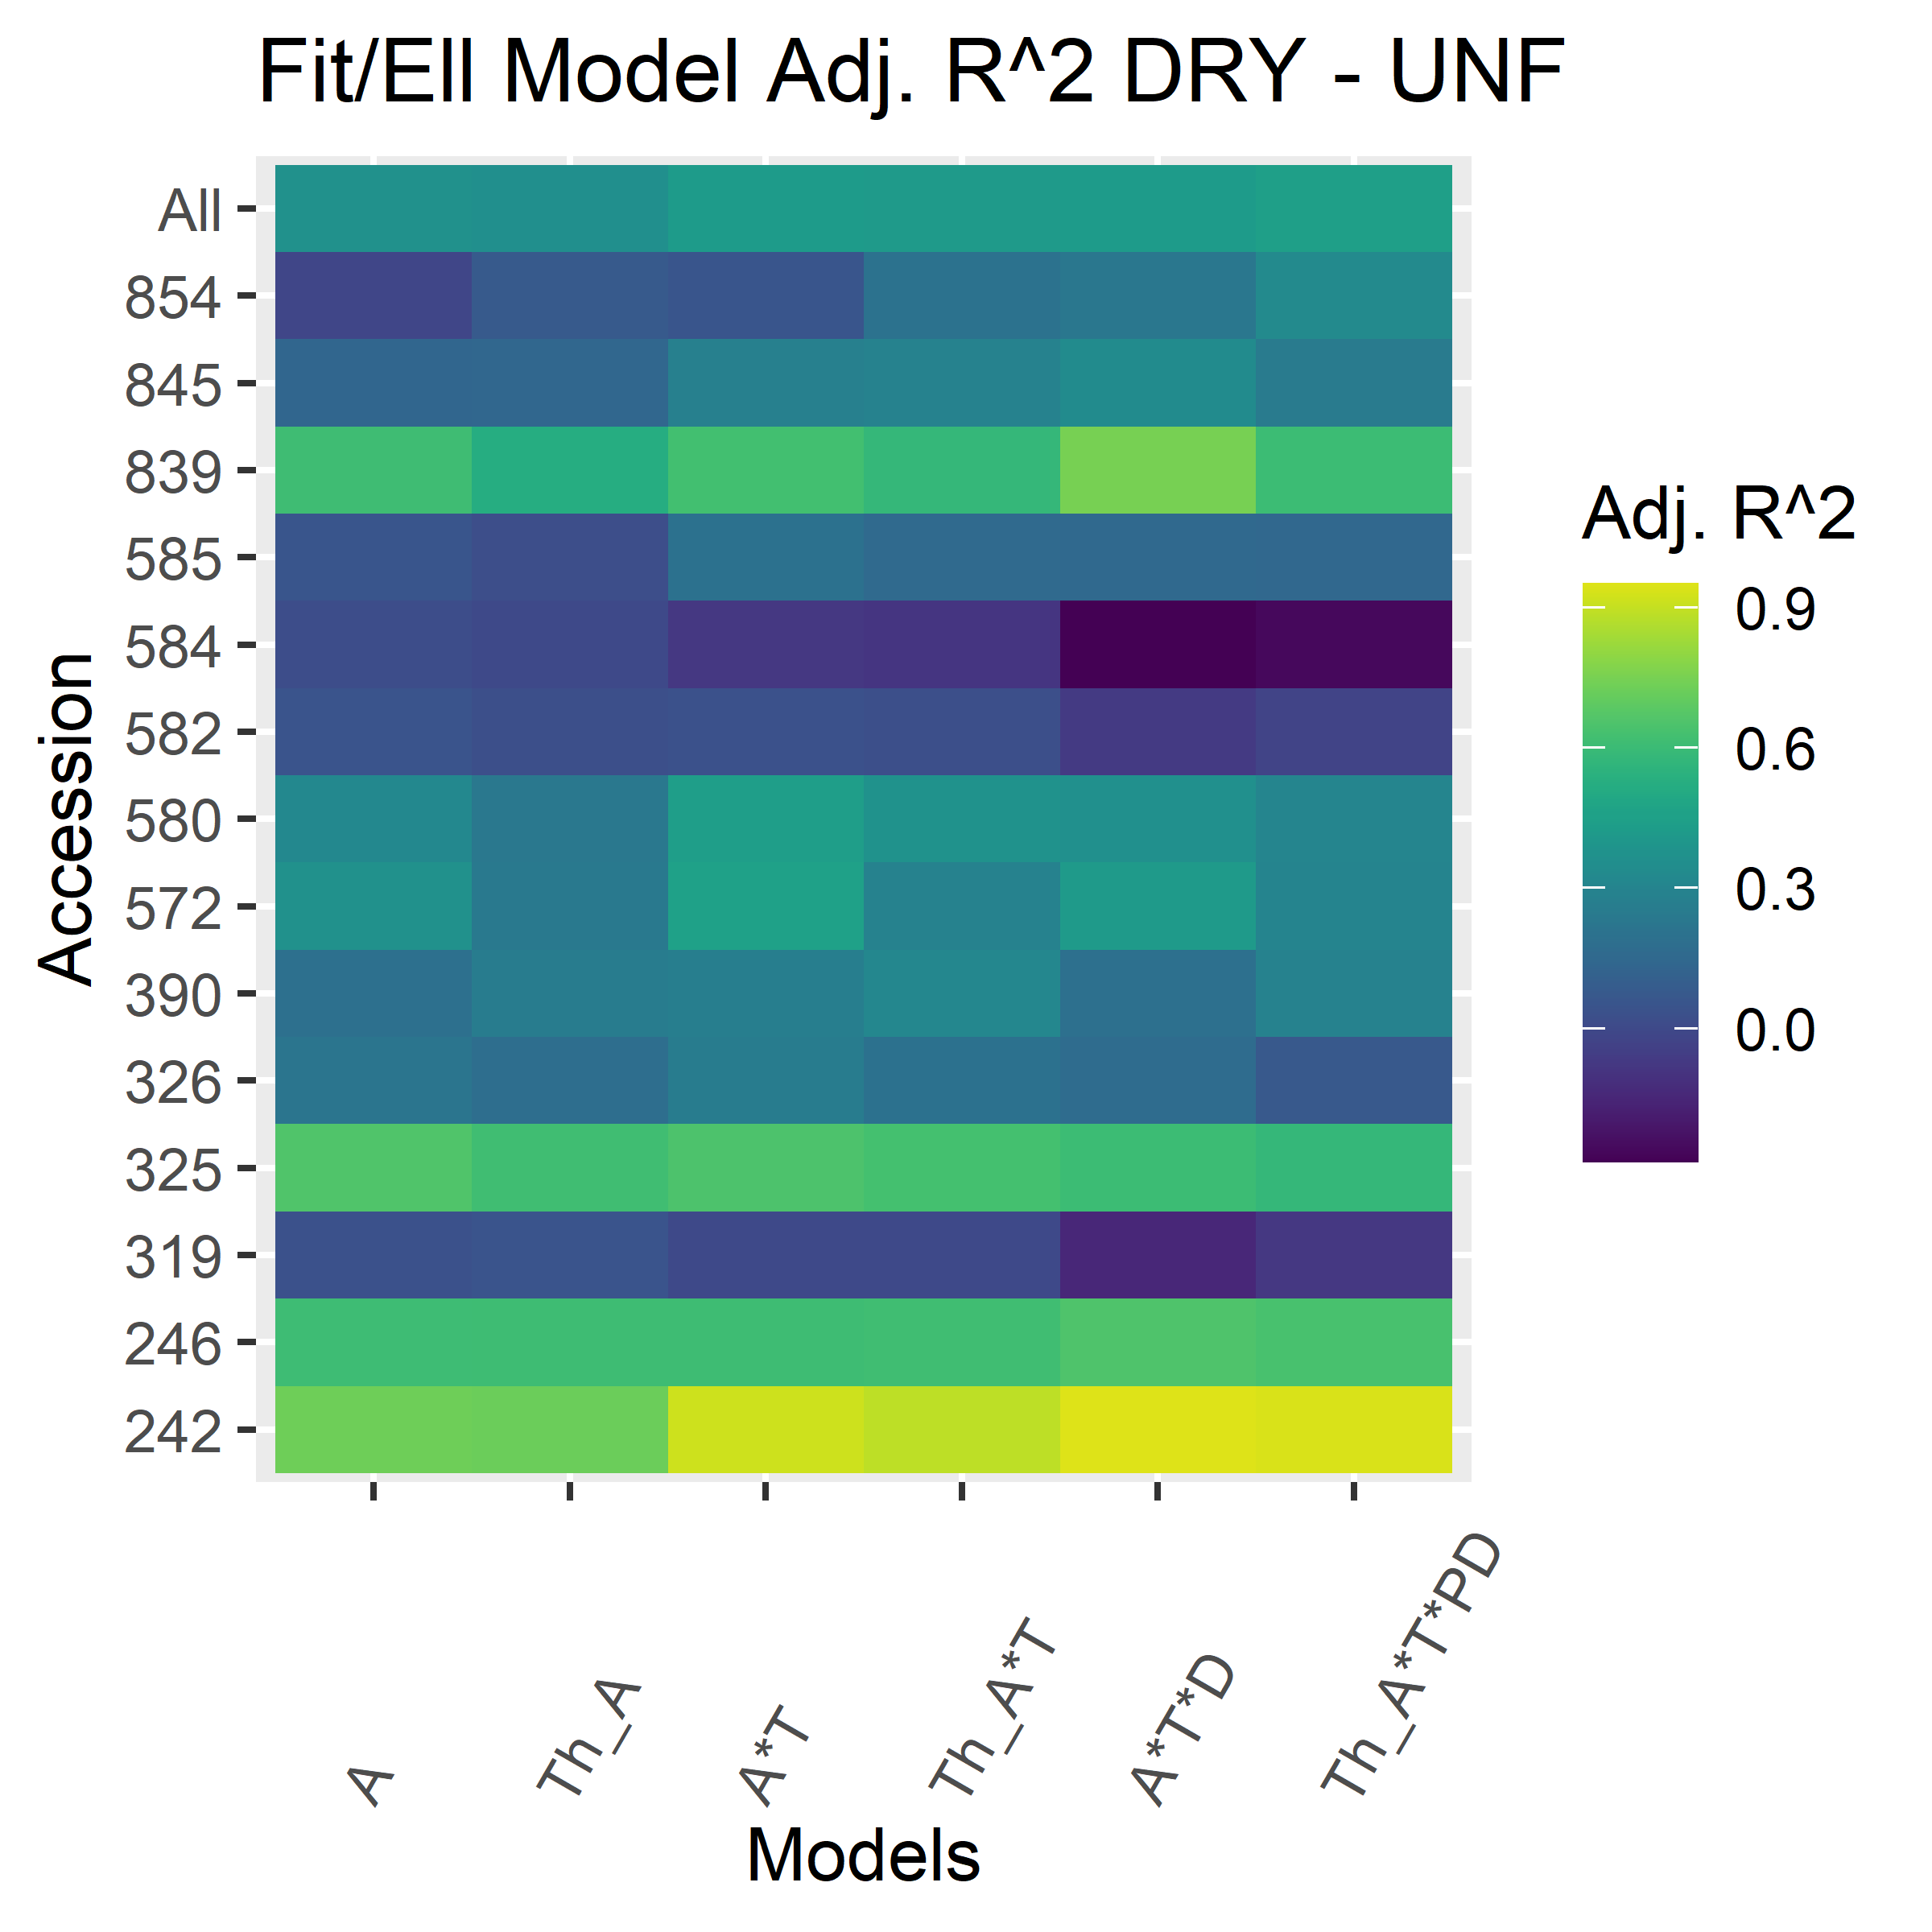 Fit/Ell Model Adj. R^2 DRY - UNF
Accession
All
854
845
839
585
584
582
580
572
390
326
325
319
246
242
A
Th_A
A*T
Th_A*T
A*T*D
Th_A*T*PD
Models
Adj. R^2
0.9
0.6
0.3
0.0